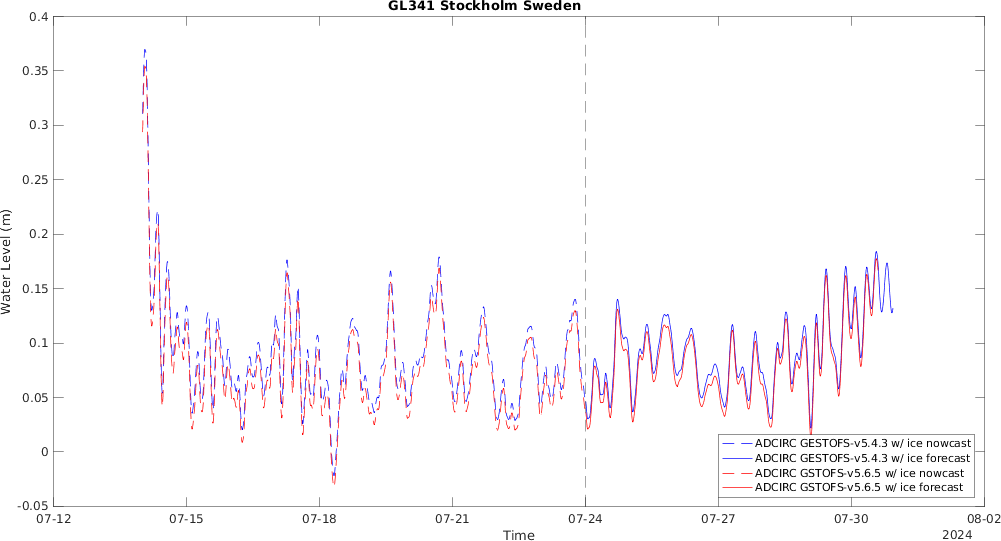 GL341 Stockholm Sweden
0.4
0.35
0.3
0.25
0.2
0.15
0.1
0.05
0
-0.05
Water Level (m)
07-12
07-15
07-18
07-21
07-24
07-27
07-30
08-02
Time
2024
ADCIRC GESTOFS-v5.4.3 w/ ice nowcast
ADCIRC GESTOFS-v5.4.3 w/ ice forecast
ADCIRC GSTOFS-v5.6.5 w/ ice nowcast
ADCIRC GSTOFS-v5.6.5 w/ ice forecast